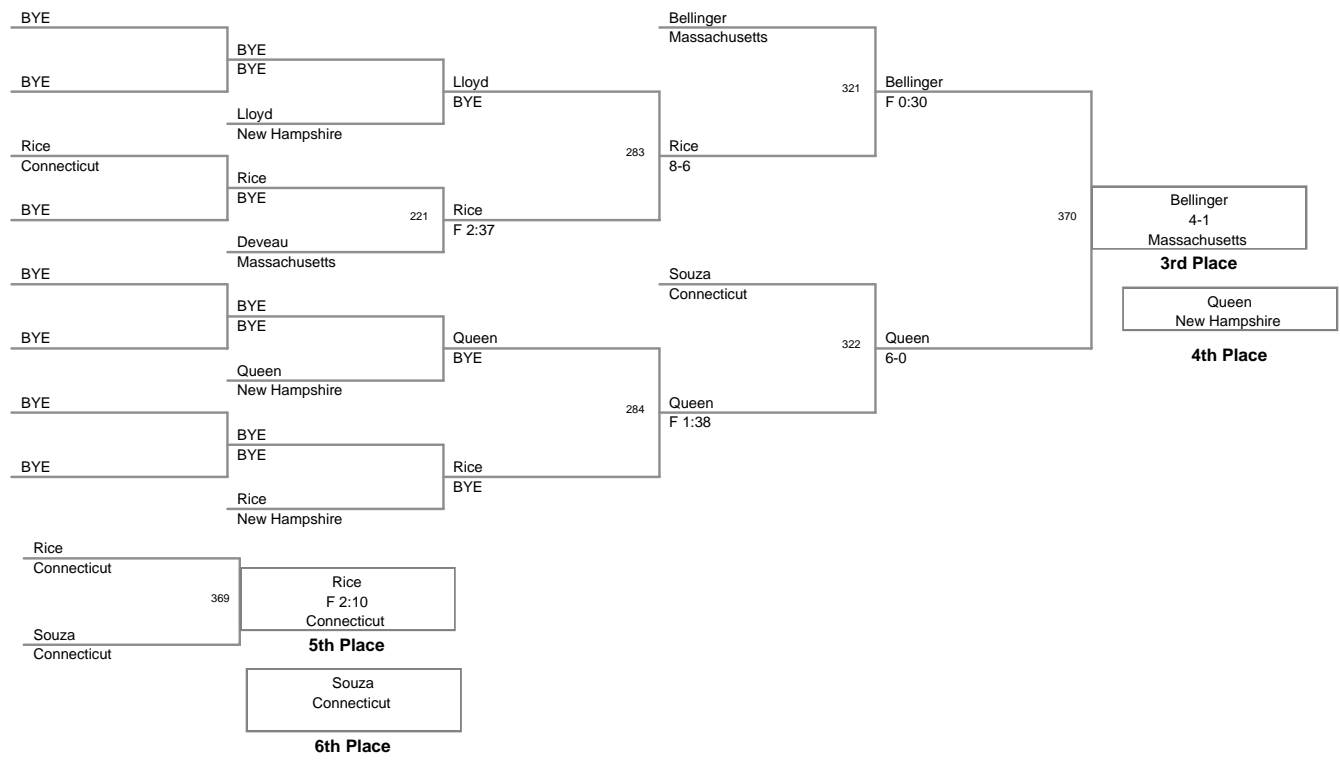 BYE
BYE
BYE
BYE
Lloyd
New Hampshire
Lloyd
BYE
Rice
Connecticut
BYE
Rice
BYE
Deveau
Massachusetts
221
Rice
F 2:37
283
Rice
8-6
Bellinger
Massachusetts
321
Bellinger
F 0:30
BYE
BYE
BYE
BYE
Queen
New Hampshire
Queen
BYE
BYE
BYE
BYE
BYE
Rice
New Hampshire
Rice
BYE
284
Queen
F 1:38
Souza
Connecticut
322
Queen
6-0
370
Bellinger
4-1
Massachusetts
3rd Place
Queen
New Hampshire
4th Place
Rice
Connecticut
Souza
Connecticut
369
Rice
F 2:10
Connecticut
5th Place
Souza
Connecticut
6th Place